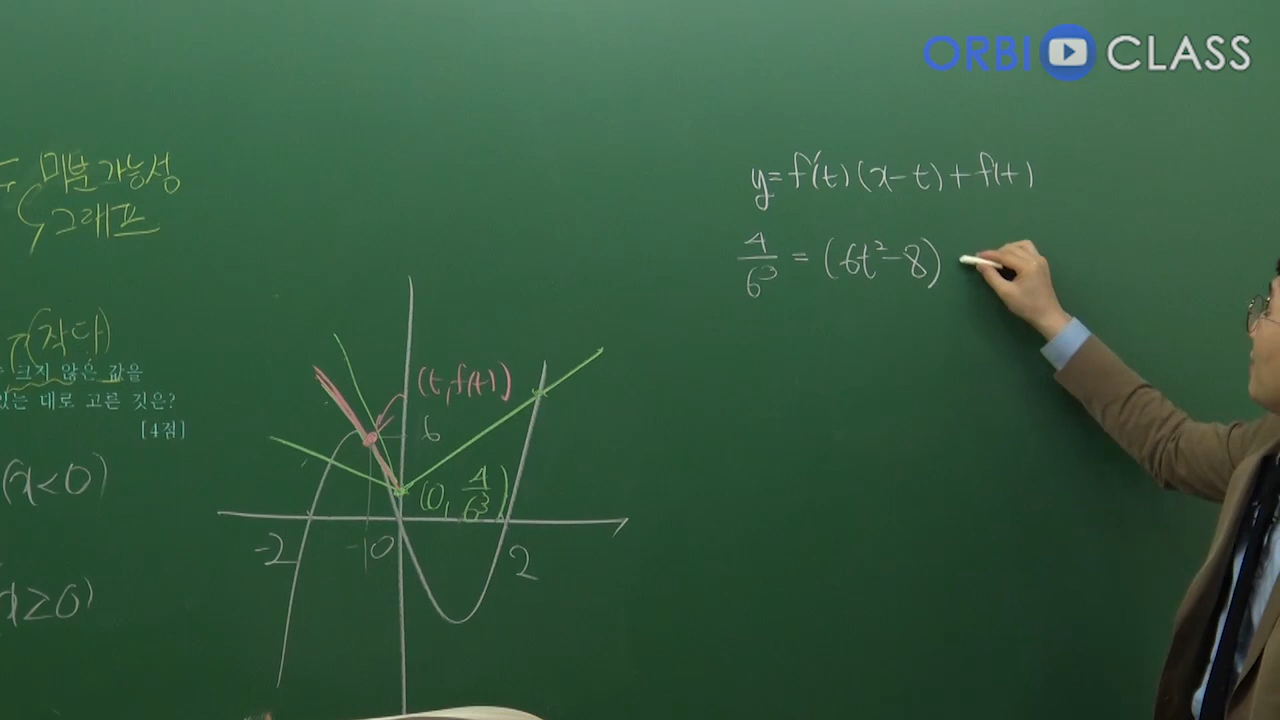 ORBI CLASS
미분가능성
그래프
(작다)
크지 않은 값을
있는 대로 고른 것은?
[4점]
(x<0)
x≥0)
(t, f(t))
6
(0, 4/6³)
-2
-1
0
2
y=f'(t)(x-t)+f(t)
4/6³ = (6t²-8)